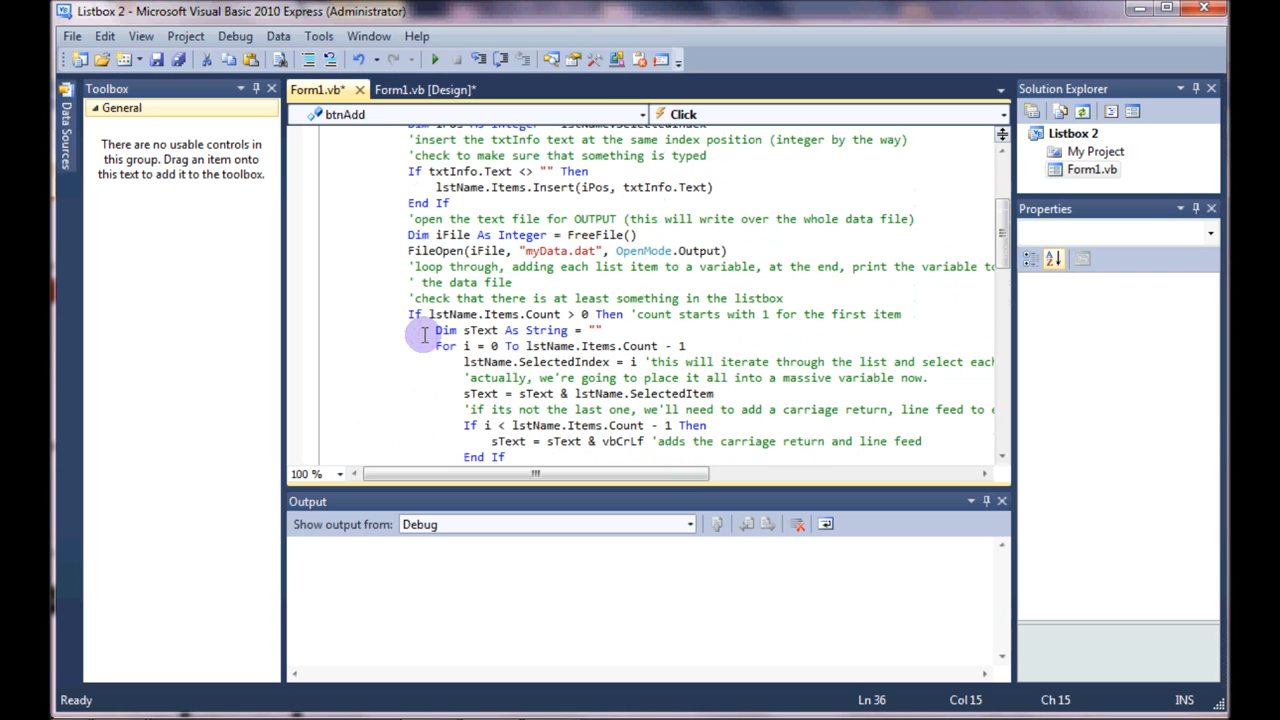 Listbox 2 - Microsoft Visual Basic 2010 Express (Administrator)
File Edit View Project Debug Data Tools Window Help
Data Sources
Toolbox
General
There are no usable controls in
this group. Drag an item onto
this text to add it to the toolbox.
Form1.vb* Form1.vb [Design]*
btnAdd Click
Dim iPos As Integer = lstName.SelectedIndex
'insert the txtInfo text at the same index position (integer by the way)
'check to make sure that something is typed
If txtInfo.Text <> "" Then
lstName.Items.Insert(iPos, txtInfo.Text)
End If
'open the text file for OUTPUT (this will write over the whole data file)
Dim iFile As Integer = FreeFile()
FileOpen(iFile, "myData.dat", OpenMode.Output)
'loop through, adding each list item to a variable, at the end, print the variable to
' the data file
'check that there is at least something in the listbox
If lstName.Items.Count > 0 Then 'count starts with 1 for the first item
Dim sText As String = ""
For i = 0 To lstName.Items.Count - 1
lstName.SelectedIndex = i 'this will iterate through the list and select eac
'actually, we're going to place it all into a massive variable now.
sText = sText & lstName.SelectedItem
'if its not the last one, we'll need to add a carriage return, line feed to
If i < lstName.Items.Count - 1 Then
sText = sText & vbCrLf 'adds the carriage return and line feed
End If
100 %
Output
Show output from: Debug
Solution Explorer
Listbox 2
My Project
Form1.vb
Properties
Ready Ln 36 Col 15 Ch 15 INS